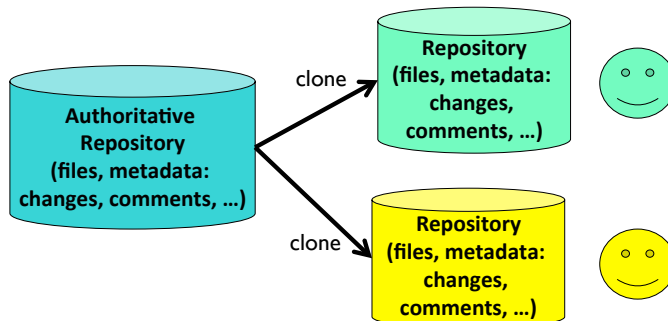 Authoritative
Repository
(files, metadata:
changes, comments, ...)
clone
clone
Repository
(files, metadata:
changes,
comments, ...)
Repository
(files, metadata:
changes,
comments, ...)